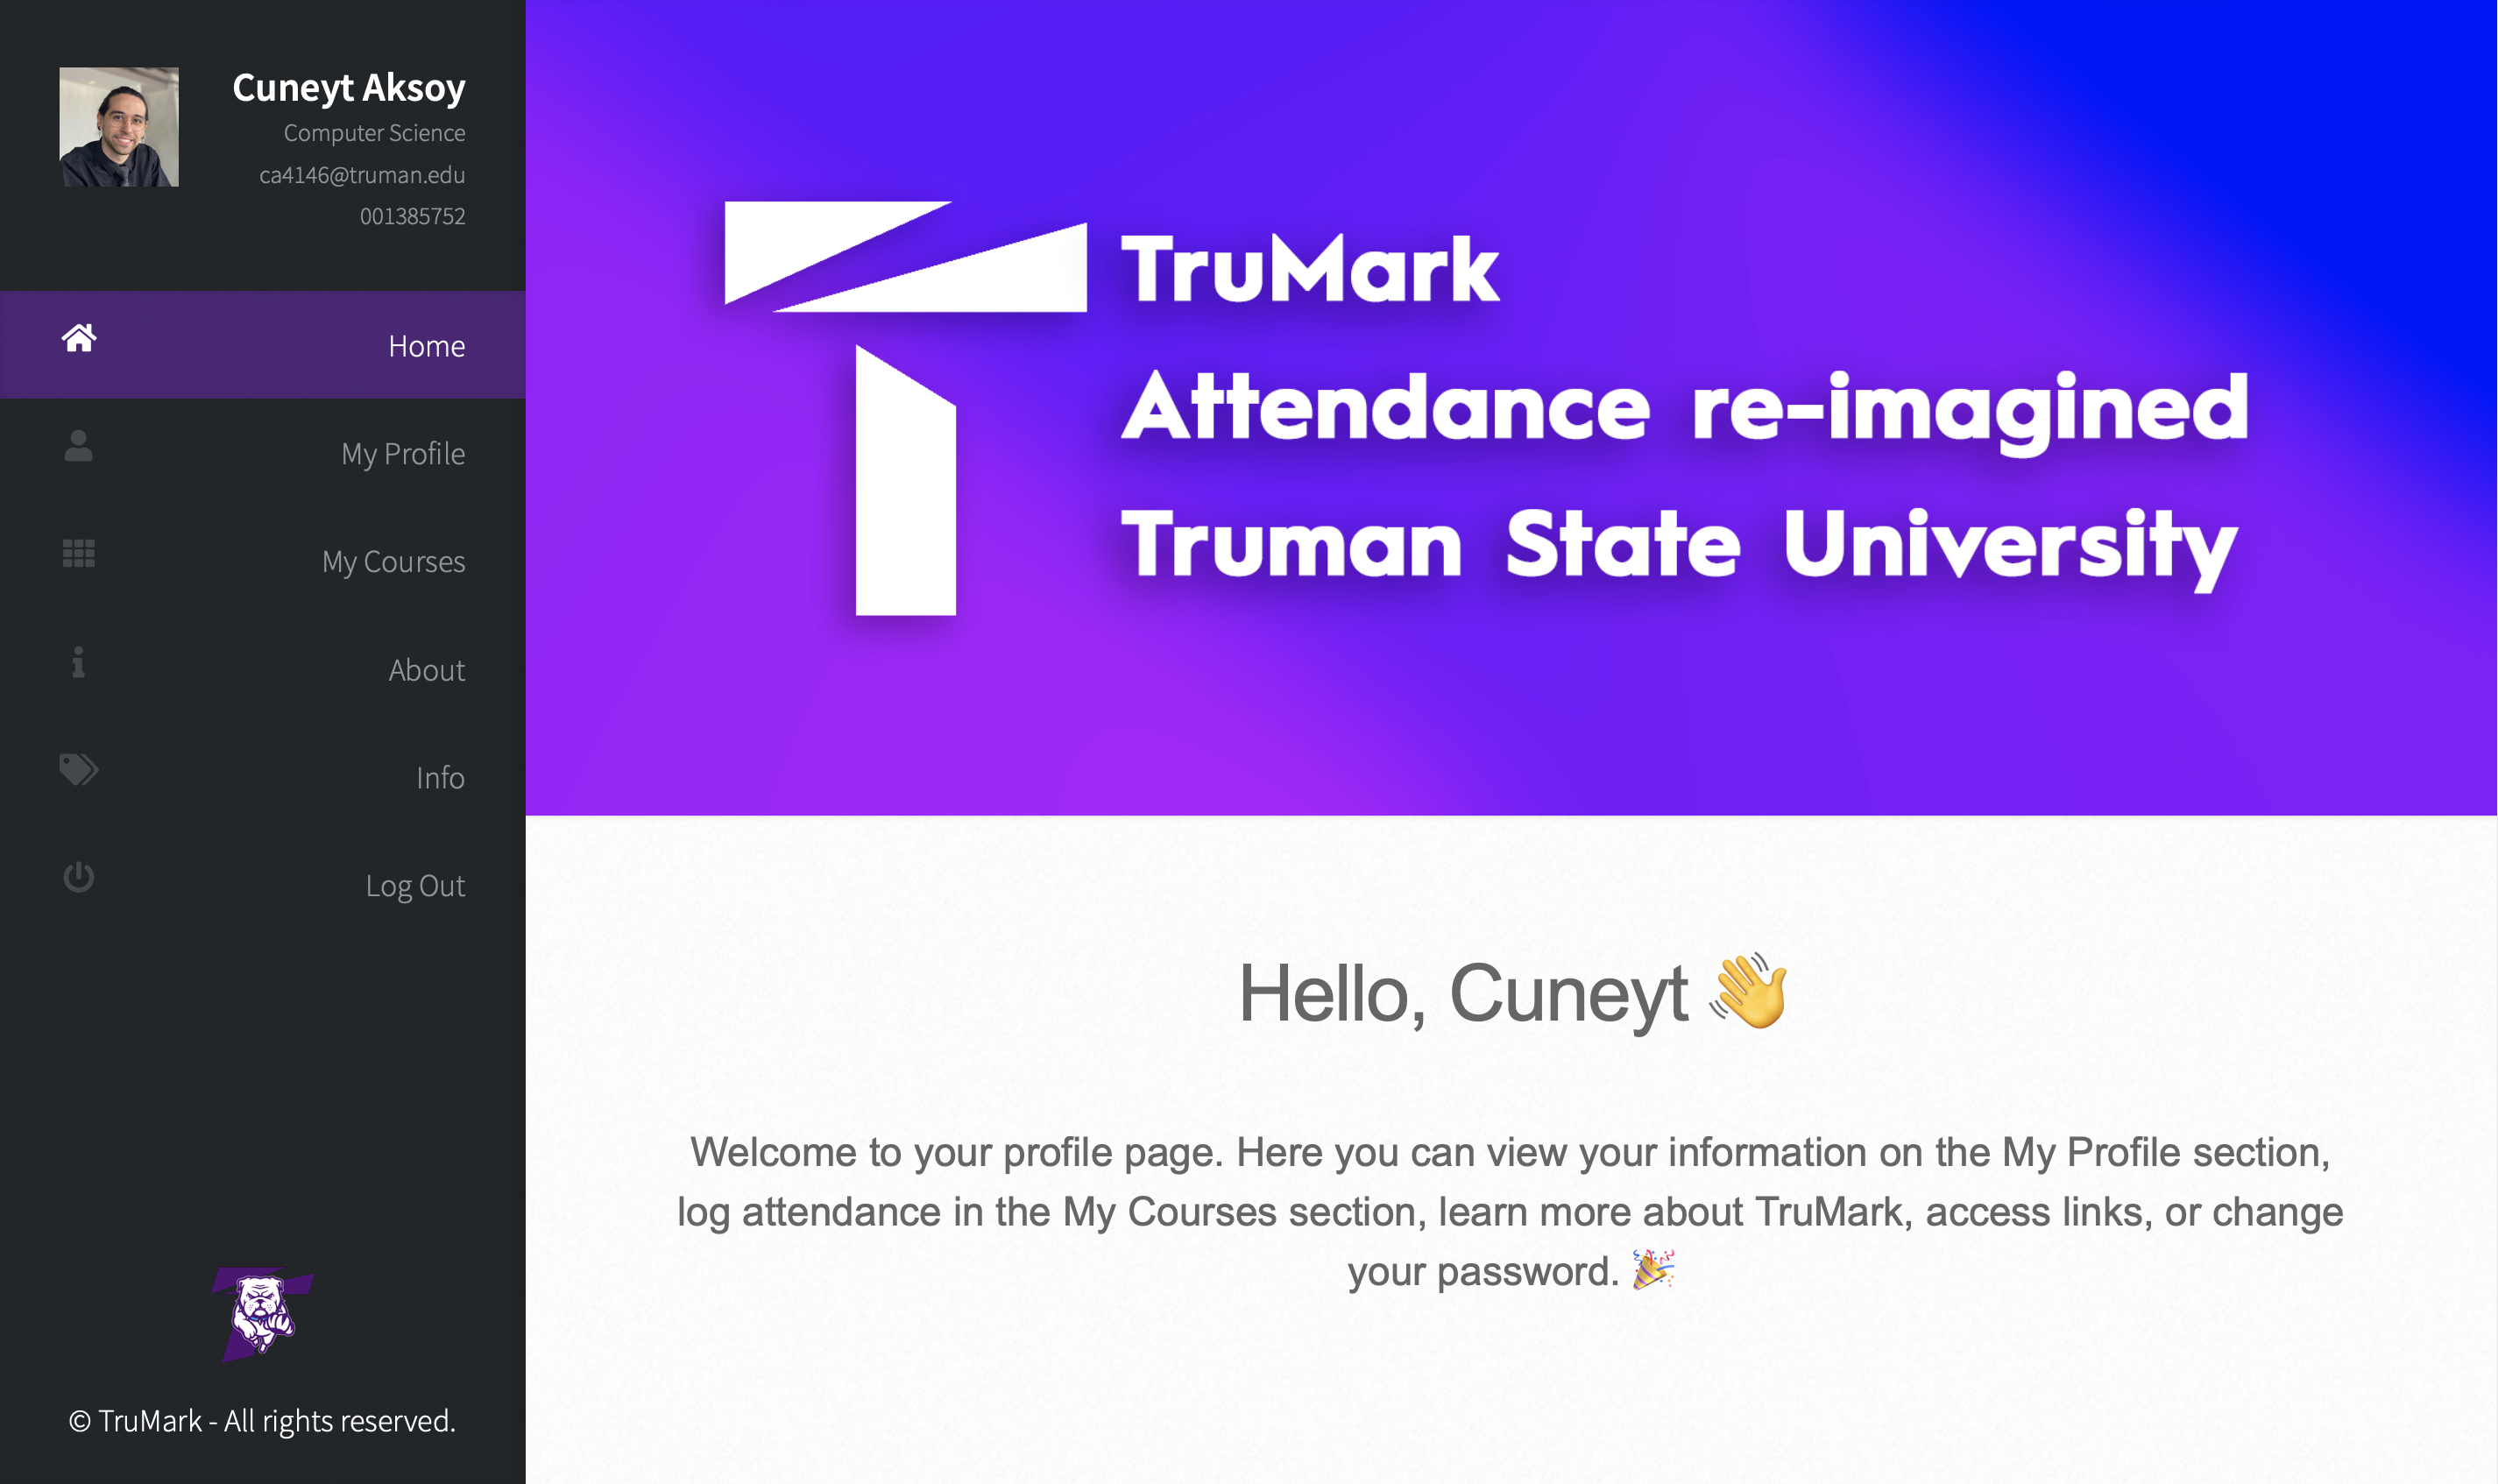 Cuneyt Aksoy
Computer Science
ca4146@truman.edu
001385752
Home
My Profile
My Courses
About
Info
Log Out
© TruMark - All rights reserved.
TruMark
Attendance re-imagined
Truman State University
Hello, Cuneyt 👋
Welcome to your profile page. Here you can view your information on the My Profile section,
log attendance in the My Courses section, learn more about TruMark, access links, or change
your password. 🎉